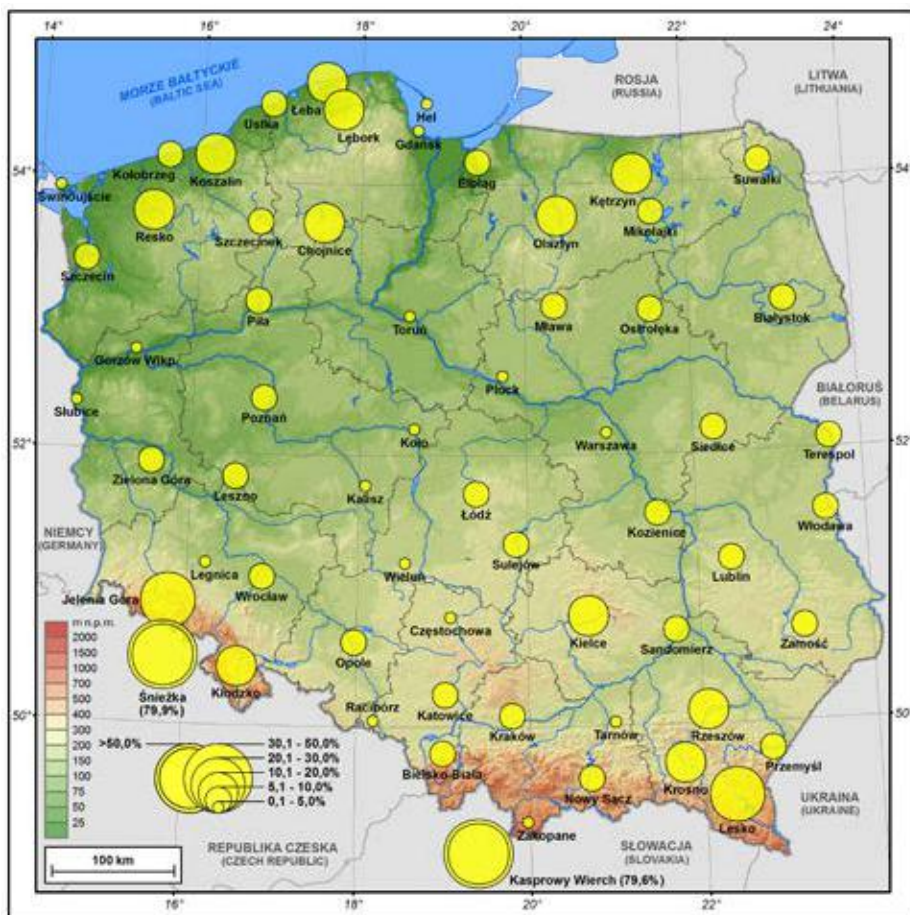 14°
16°
18°
20°
22°
24°
MORZE BAŁTYCKIE
(BALTIC SEA)
ROSJA
(RUSSIA)
LITWA
(LITHUANIA)
Łeba
Hel
Ustka
Lębork
Gdańsk
54°
54°
Kołobrzeg
Koszalin
Elbląg
Suwałki
Świnoujście
Kętrzyn
Resko
Szczecinek
Chojnice
Olsztyn
Mikołajki
Szczecin
Piła
Toruń
Mława
Ostrołęka
Białystok
Gorzów Wlkp.
Płock
BIAŁORUŚ
(BELARUS)
Słubice
Poznań
52°
Koło
Warszawa
Siedlce
Terespol
52°
Zielona Góra
Leszno
Kalisz
Łódź
Kozienice
Włodawa
NIEMCY
(GERMANY)
Legnica
Wrocław
Wieluń
Sulejów
Lublin
Jelenia Góra
Częstochowa
Kielce
Sandomierz
Zamość
m n.p.m.
2000
1500
1000
700
500
400
300
200
150
100
75
50
25
Śnieżka
(79,9%)
Kłodzko
Opole
50°
Racibórz
Katowice
Kraków
Tarnów
Rzeszów
50°
>50,0%
30,1 - 50,0%
20,1 - 30,0%
10,1 - 20,0%
5,1 - 10,0%
0,1 - 5,0%
Bielsko-Biała
Nowy Sącz
Krosno
Przemyśl
Lesko
UKRAINA
(UKRAINE)
Zakopane
REPUBLIKA CZESKA
(CZECH REPUBLIC)
SŁOWACJA
(SLOVAKIA)
100 km
Kasprowy Wierch (79,6%)
16°
18°
20°
22°